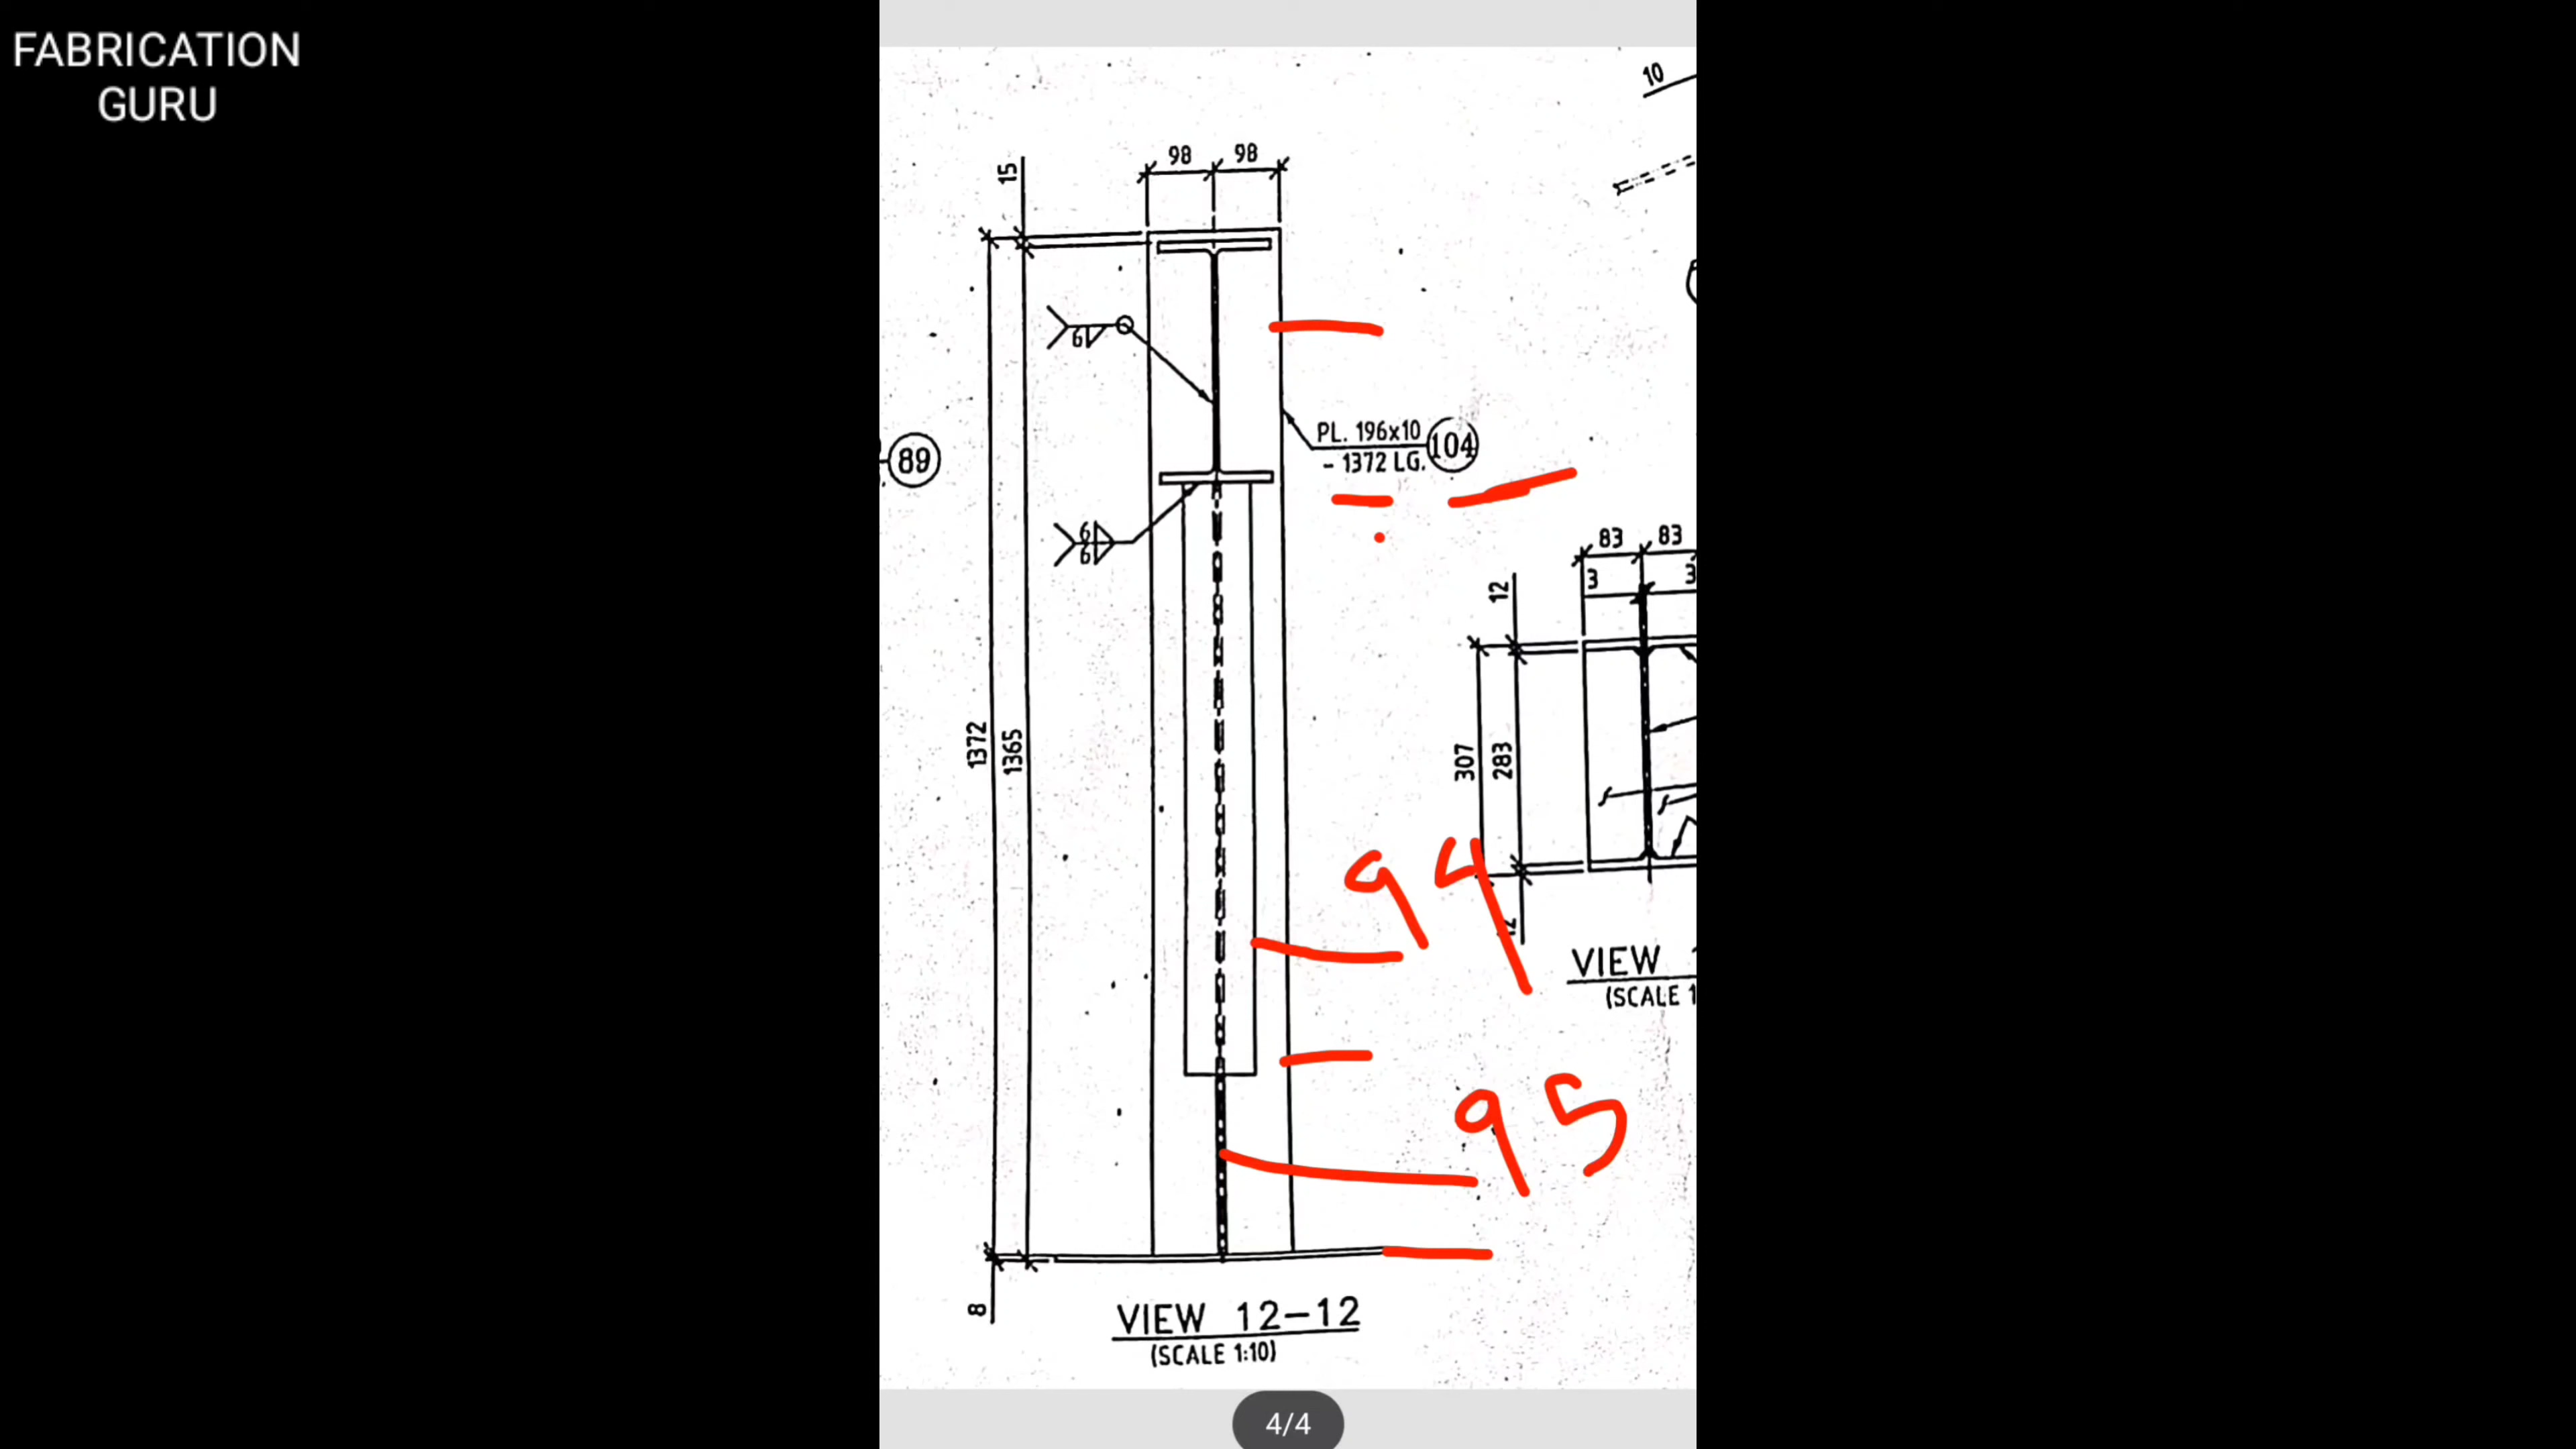 FABRICATION
GURU
10
98 98
15
6
89
PL. 196x10
- 1372 LG.
104
6
6
83 83
3 3
12
1372
1365
307
283
94
12
VIEW
(SCALE 1
95
8
VIEW 12-12
(SCALE 1:10)
4/4